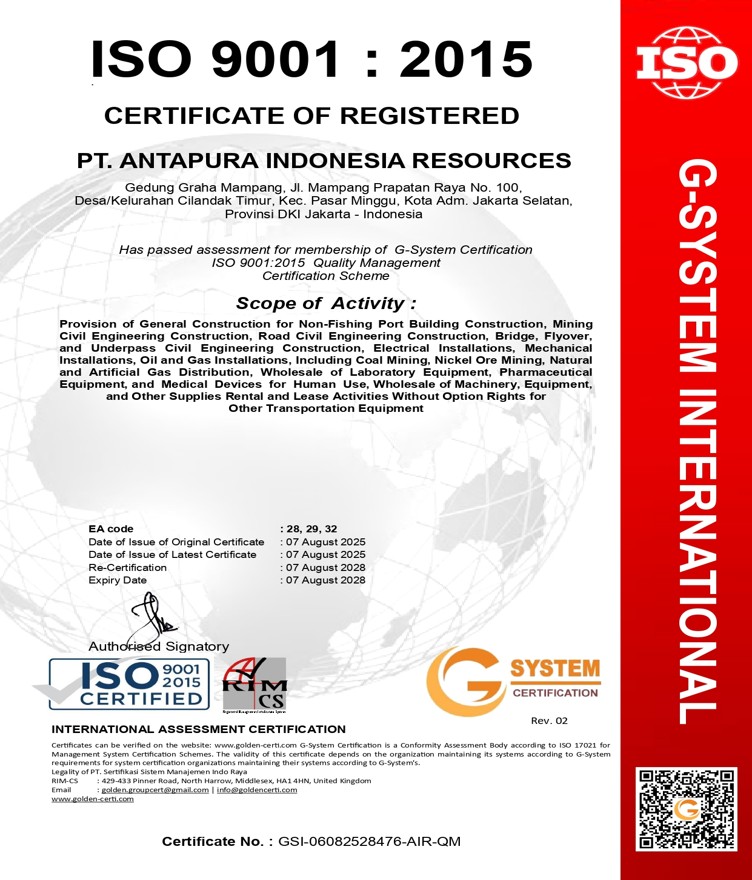 ISO 9001 : 2015
ISO
CERTIFICATE OF REGISTERED
PT. ANTAPURA INDONESIA RESOURCES
Gedung Graha Mampang, Jl. Mampang Prapatan Raya No. 100,
Desa/Kelurahan Cilandak Timur, Kec. Pasar Minggu, Kota Adm. Jakarta Selatan,
Provinsi DKI Jakarta - Indonesia
Has passed assessment for membership of G-System Certification
ISO 9001:2015 Quality Management
Certification Scheme
Scope of Activity :
Provision of General Construction for Non-Fishing Port Building Construction, Mining
Civil Engineering Construction, Road Civil Engineering Construction, Bridge, Flyover,
and Underpass Civil Engineering Construction, Electrical Installations, Mechanical
Installations, Oil and Gas Installations, Including Coal Mining, Nickel Ore Mining, Natural
and Artificial Gas Distribution, Wholesale of Laboratory Equipment, Pharmaceutical
Equipment, and Medical Devices for Human Use, Wholesale of Machinery, Equipment,
and Other Supplies Rental and Lease Activities Without Option Rights for
Other Transportation Equipment
G-SYSTEM INTERNATIONAL
EA code : 28, 29, 32
Date of Issue of Original Certificate : 07 August 2025
Date of Issue of Latest Certificate : 07 August 2025
Re-Certification : 07 August 2028
Expiry Date : 07 August 2028
Authorised Signatory
ISO 9001 2015
CERTIFIED
RIM
CS
G SYSTEM
CERTIFICATION
Rev. 02
INTERNATIONAL ASSESSMENT CERTIFICATION
Certificates can be verified on the website: www.golden-certi.com G-System Certification is a Conformity Assessment Body according to ISO 17021 for
Management System Certification Schemes. The validity of this certificate depends on the organization maintaining its systems according to G-System
requirements for system certification organizations maintaining their systems according to G-System's.
Legality of PT. Sertifikasi Sistem Manajemen Indo Raya
RIM-CS : 429-433 Pinner Road, North Harrow, Middlesex, HA1 4HN, United Kingdom
Email : golden.groupcert@gmail.com | info@goldencerti.com
www.golden-certi.com
G
Certificate No. : GSI-06082528476-AIR-QM